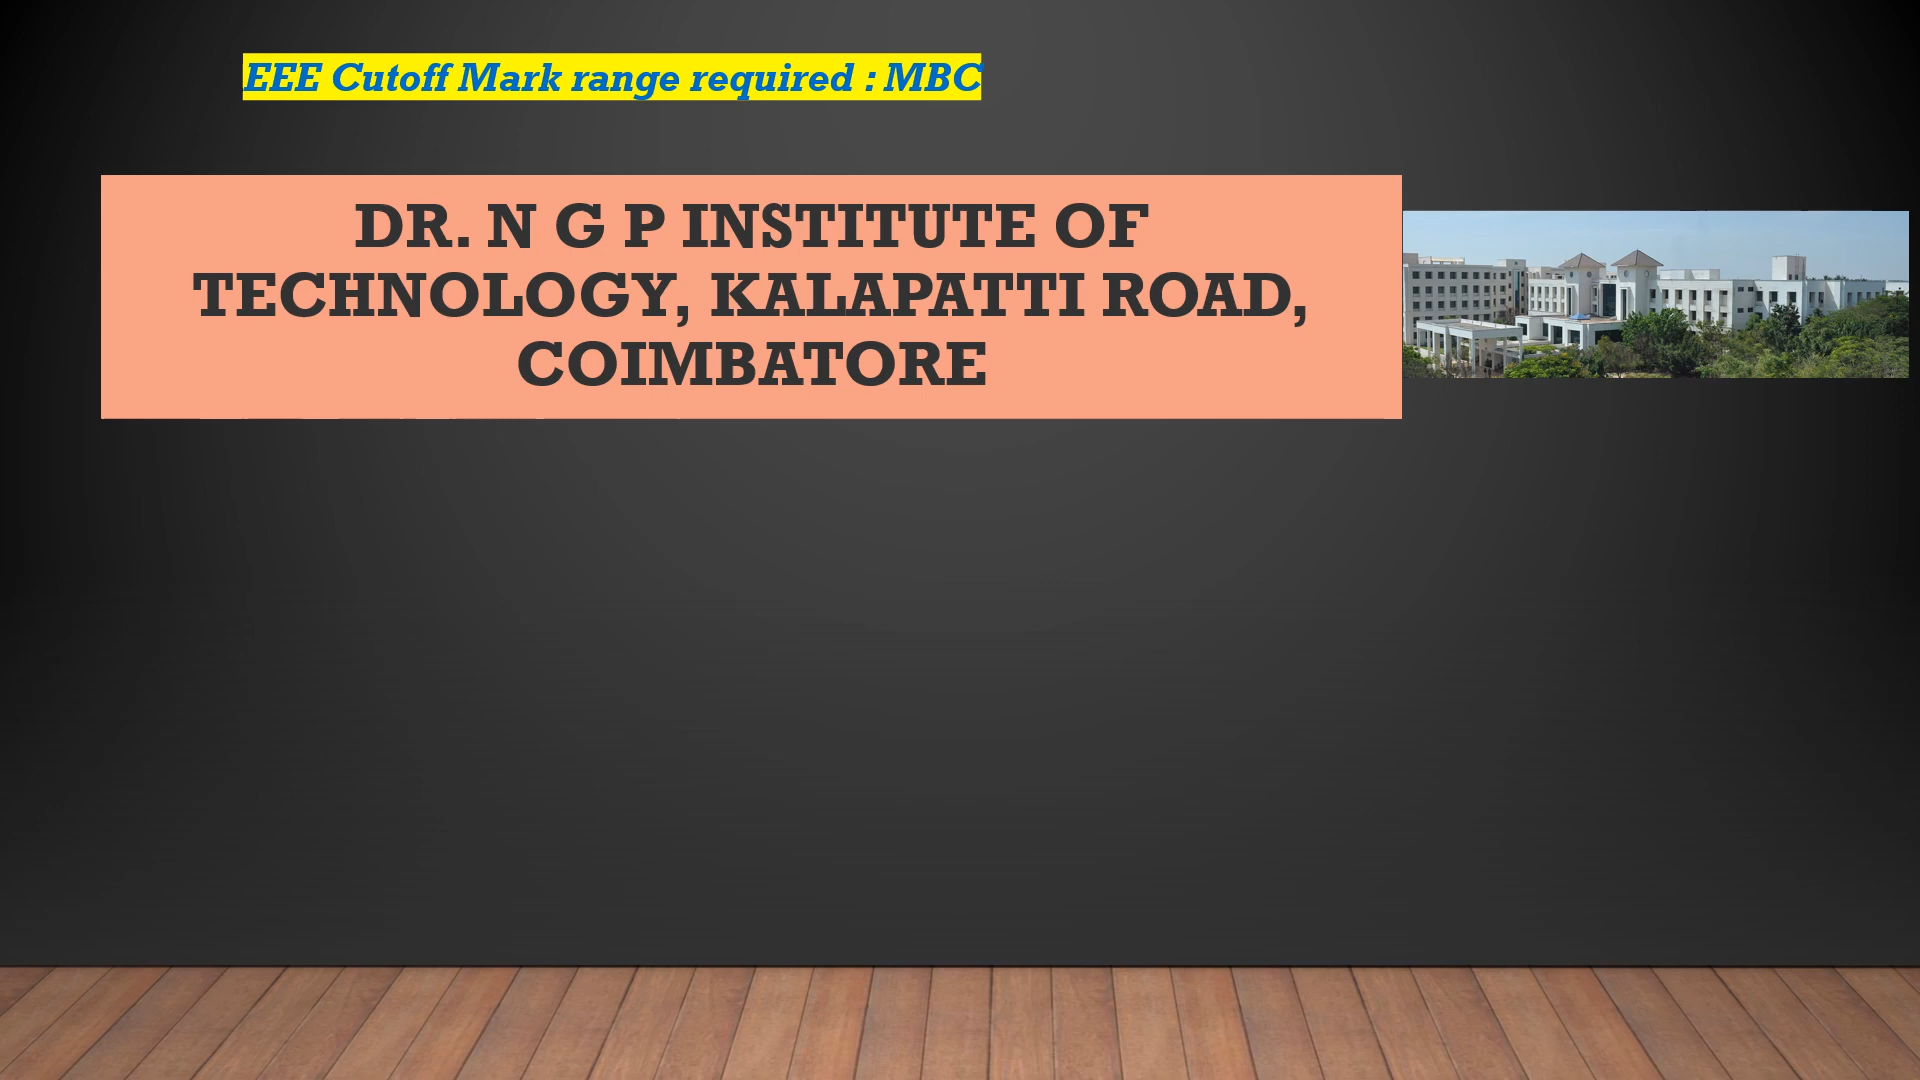 EEE Cutoff Mark range required : MBC
DR. N G P INSTITUTE OF
TECHNOLOGY, KALAPATTI ROAD,
COIMBATORE